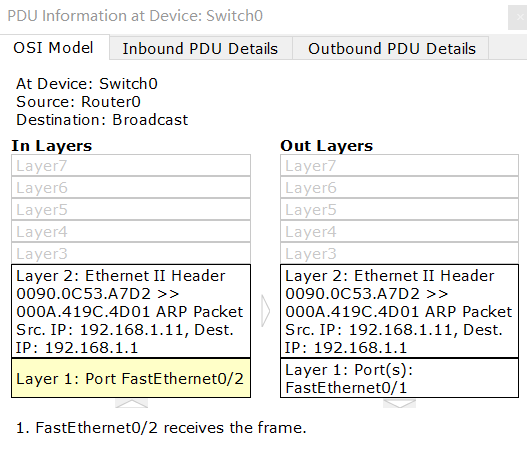 PDU Information at Device: Switch0
OSI Model
Inbound PDU Details
Outbound PDU Details
At Device: Switch0
Source: Router0
Destination: Broadcast
In Layers
Layer7
Layer6
Layer5
Layer4
Layer3
Layer 2: Ethernet II Header
0090.0C53.A7D2 >>
000A.419C.4D01 ARP Packet
Src. IP: 192.168.1.11, Dest.
IP: 192.168.1.1
Layer 1: Port FastEthernet0/2
Out Layers
Layer7
Layer6
Layer5
Layer4
Layer3
Layer 2: Ethernet II Header
0090.0C53.A7D2 >>
000A.419C.4D01 ARP Packet
Src. IP: 192.168.1.11, Dest.
IP: 192.168.1.1
Layer 1: Port(s):
FastEthernet0/1
1. FastEthernet0/2 receives the frame.